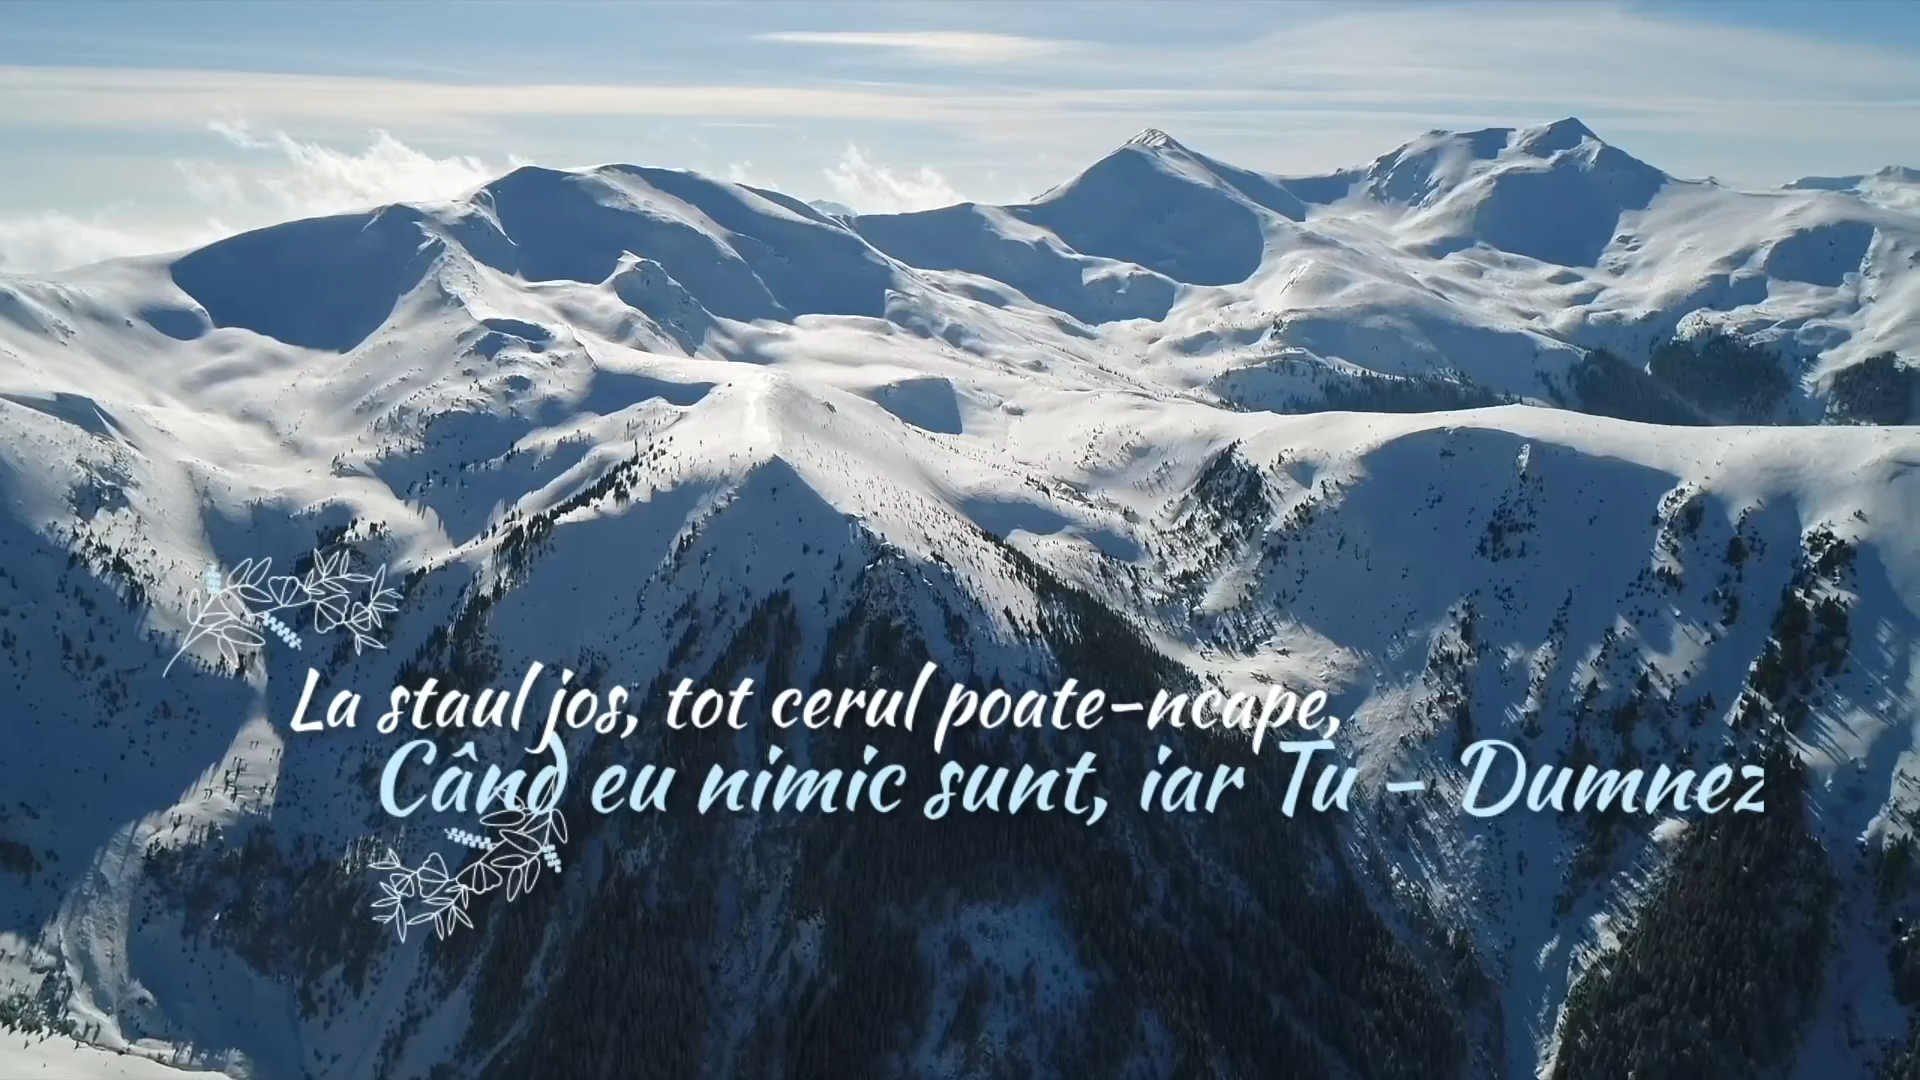 La staul jos, tot cerul poate-ncape,
Când eu nimic sunt, iar Tu - Dumnez